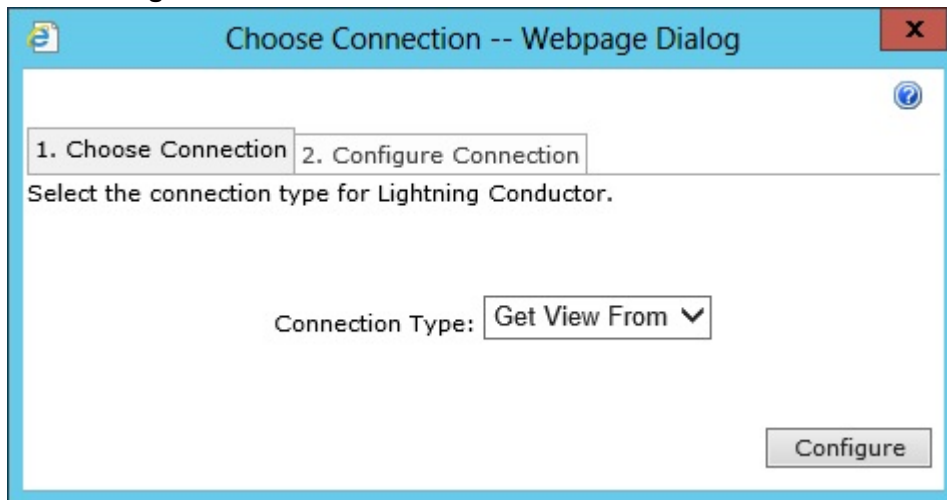 Choose Connection -- Webpage Dialog
x
1. Choose Connection 2. Configure Connection
Select the connection type for Lightning Conductor.
Connection Type: Get View From
Configure